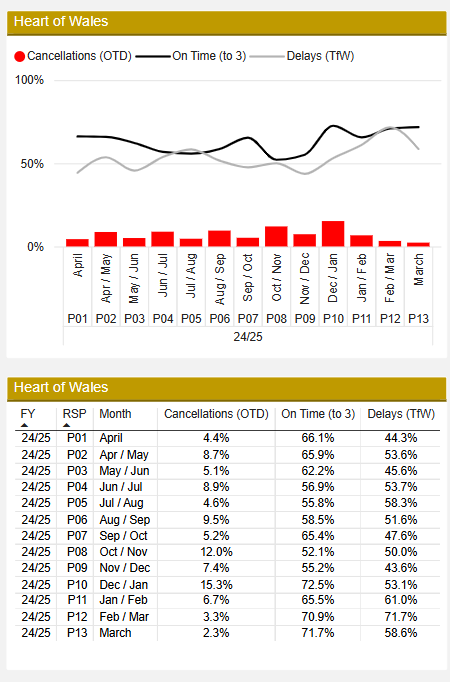 Heart of Wales
Cancellations (OTD) On Time (to 3) Delays (TfW)
100%
50%
0%
April Apr / May May / Jun Jun / Jul Jul / Aug Aug / Sep Sep / Oct Oct / Nov Nov / Dec Dec / Jan Jan / Feb Feb / Mar March
P01 P02 P03 P04 P05 P06 P07 P08 P09 P10 P11 P12 P13
24/25
Heart of Wales
FY RSP Month Cancellations (OTD) On Time (to 3) Delays (TfW)
24/25 P01 April 4.4% 66.1% 44.3%
24/25 P02 Apr / May 8.7% 65.9% 53.6%
24/25 P03 May / Jun 5.1% 62.2% 45.6%
24/25 P04 Jun / Jul 8.9% 56.9% 53.7%
24/25 P05 Jul / Aug 4.6% 55.8% 58.3%
24/25 P06 Aug / Sep 9.5% 58.5% 51.6%
24/25 P07 Sep / Oct 5.2% 65.4% 47.6%
24/25 P08 Oct / Nov 12.0% 52.1% 50.0%
24/25 P09 Nov / Dec 7.4% 55.2% 43.6%
24/25 P10 Dec / Jan 15.3% 72.5% 53.1%
24/25 P11 Jan / Feb 6.7% 65.5% 61.0%
24/25 P12 Feb / Mar 3.3% 70.9% 71.7%
24/25 P13 March 2.3% 71.7% 58.6%